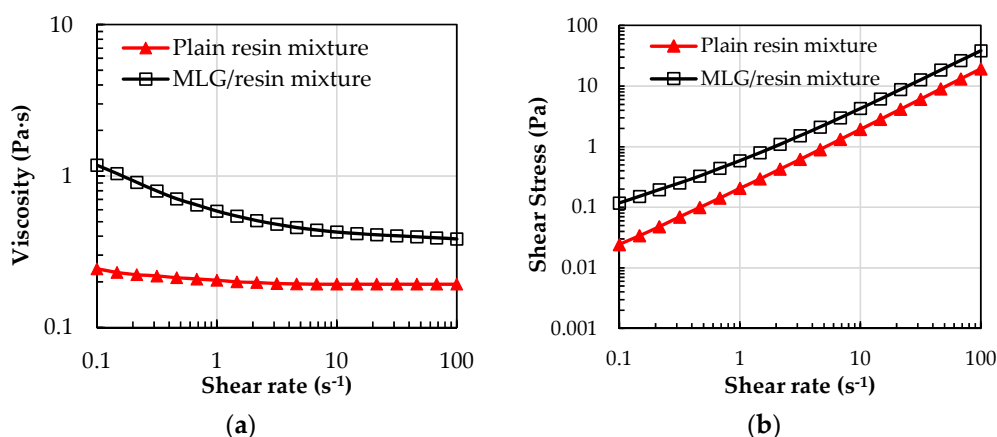 10
1
0.1
Viscosity (Pa·s)
Plain resin mixture
MLG/resin mixture
0.1 1 10 100
Shear rate (s-1)
(a)
100
10
1
0.1
0.01
0.001
Shear Stress (Pa)
Plain resin mixture
MLG/resin mixture
0.1 1 10 100
Shear rate (s-1)
(b)